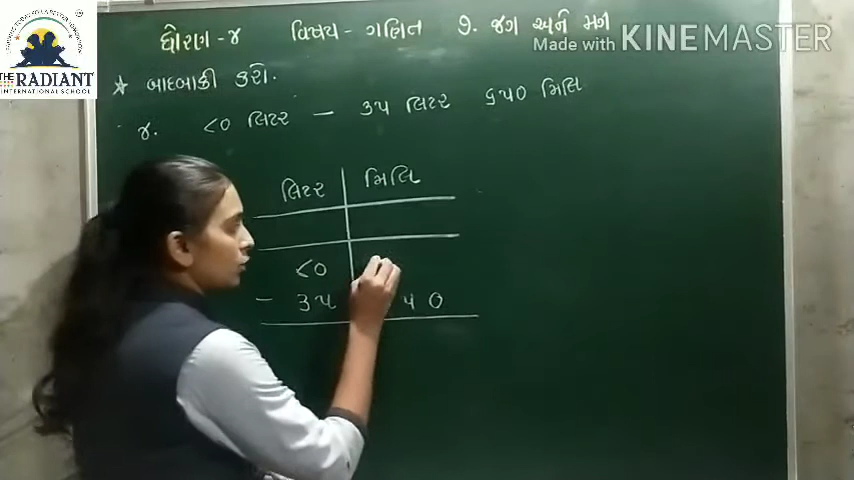 THE RADIANT
INTERNATIONAL SCHOOL
ધોરણ - ૪ વિષય - ગણિત ૭. જગ અને મગ
Made with KINEMASTER
★ બાદબાકી કરો.
૪. ૮૦ લિટર - ૩૫ લિટર ૬૫૦ મિલિ
લિટર મિલિ
૮૦
- ૩૫ ૫૦